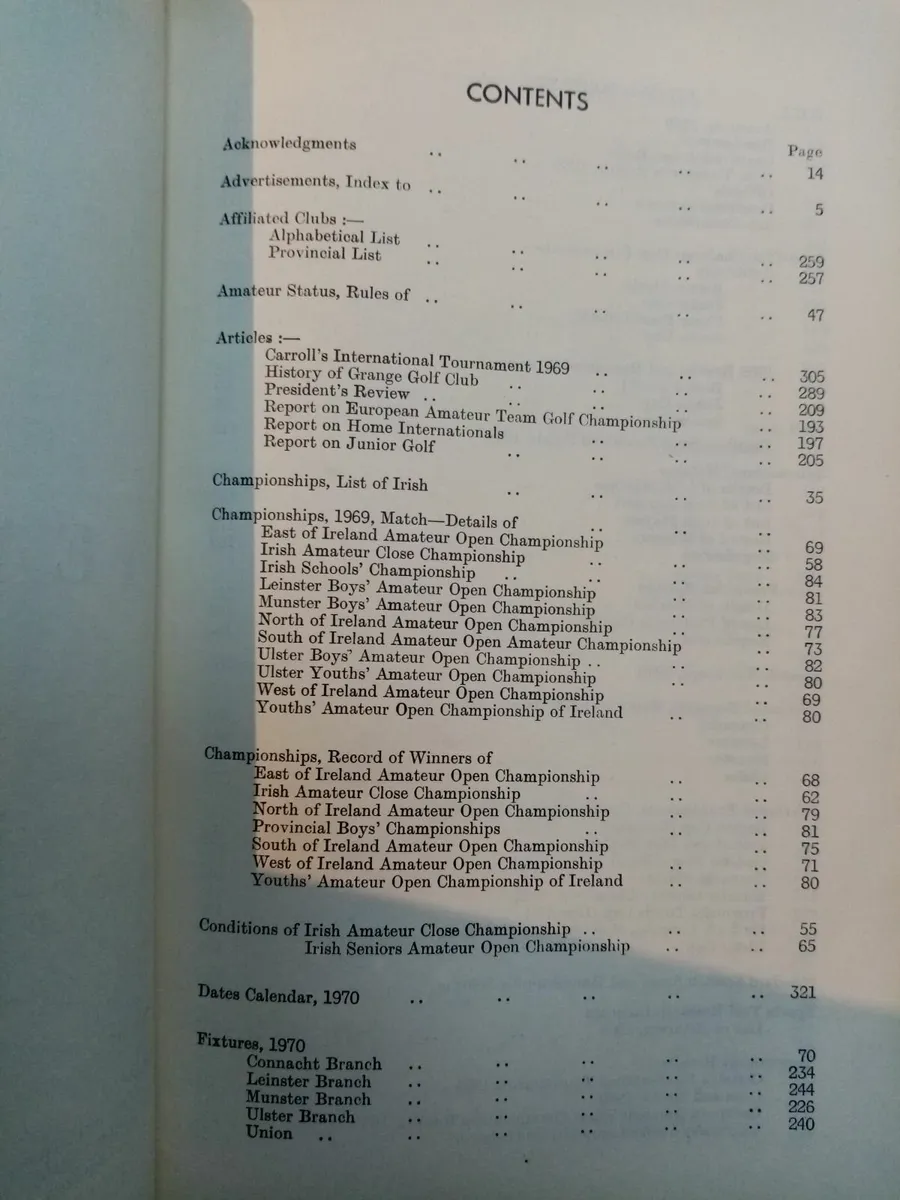 CONTENTS
Page
Acknowledgments .. .. .. .. .. 14
Advertisements, Index to .. .. .. .. .. 5
Affiliated Clubs :—
Alphabetical List .. .. .. .. .. 259
Provincial List .. .. .. .. .. 257
Amateur Status, Rules of .. .. .. .. .. 47
Articles :—
Carroll's International Tournament 1969 .. .. .. 305
History of Grange Golf Club .. .. .. .. 289
President's Review .. .. .. .. .. 209
Report on European Amateur Team Golf Championship .. 193
Report on Home Internationals .. .. .. 197
Report on Junior Golf .. .. .. .. 205
Championships, List of Irish .. .. .. .. 35
Championships, 1969, Match—Details of .. .. ..
East of Ireland Amateur Open Championship .. 69
Irish Amateur Close Championship .. .. .. 58
Irish Schools' Championship .. .. .. .. 84
Leinster Boys' Amateur Open Championship .. .. 81
Munster Boys' Amateur Open Championship .. .. 83
North of Ireland Amateur Open Championship .. .. 77
South of Ireland Amateur Open Amateur Championship .. 73
Ulster Boys' Amateur Open Championship .. .. .. 82
Ulster Youths' Amateur Open Championship .. .. 80
West of Ireland Amateur Open Championship .. 69
Youths' Amateur Open Championship of Ireland .. .. 80
Championships, Record of Winners of
East of Ireland Amateur Open Championship .. .. 68
Irish Amateur Close Championship .. .. .. 62
North of Ireland Amateur Open Championship .. .. 79
Provincial Boys' Championships .. .. .. 81
South of Ireland Amateur Open Championship .. 75
West of Ireland Amateur Open Championship .. .. 71
Youths' Amateur Open Championship of Ireland .. .. 80
Conditions of Irish Amateur Close Championship .. .. .. 55
Irish Seniors Amateur Open Championship .. .. 65
Dates Calendar, 1970 .. .. .. .. .. 321
Fixtures, 1970
Connacht Branch .. .. .. .. .. 70
Leinster Branch .. .. .. .. .. 234
Munster Branch .. .. .. .. .. 244
Ulster Branch .. .. .. .. .. 226
Union .. .. .. .. .. .. 240